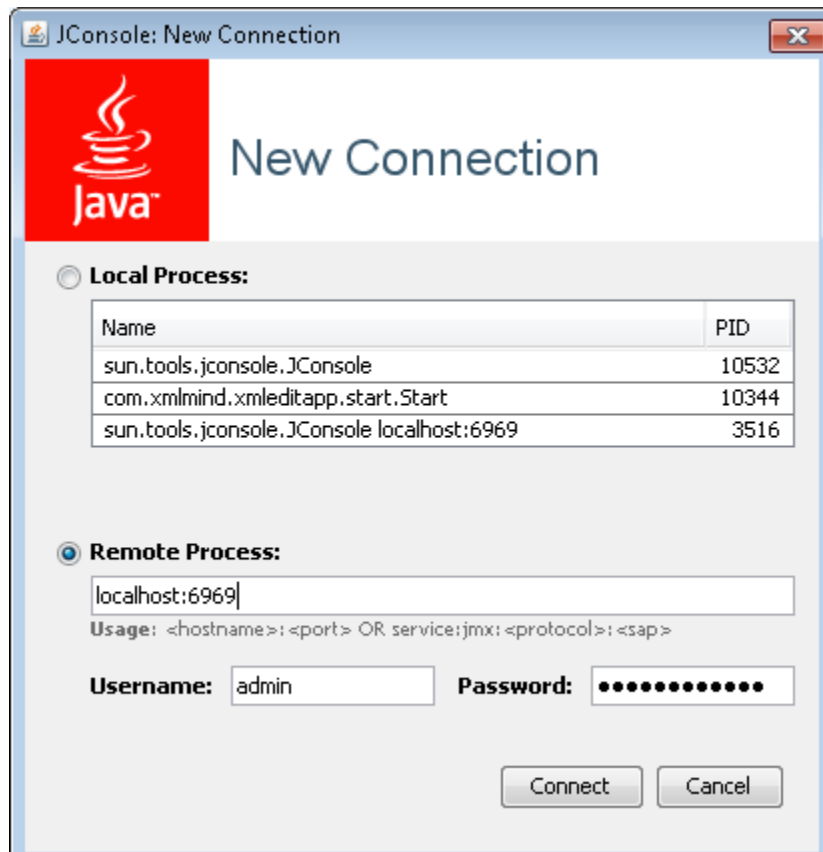 JConsole: New Connection
Java™
New Connection
Local Process:
Name PID
sun.tools.jconsole.JConsole 10532
com.xmlmind.xmleditapp.start.Start 10344
sun.tools.jconsole.JConsole localhost:6969 3516
Remote Process:
localhost:6969
Usage: <hostname>:<port> OR service:jmx:<protocol>:<sap>
Username: admin Password: ●●●●●●●●●●●●
Connect Cancel